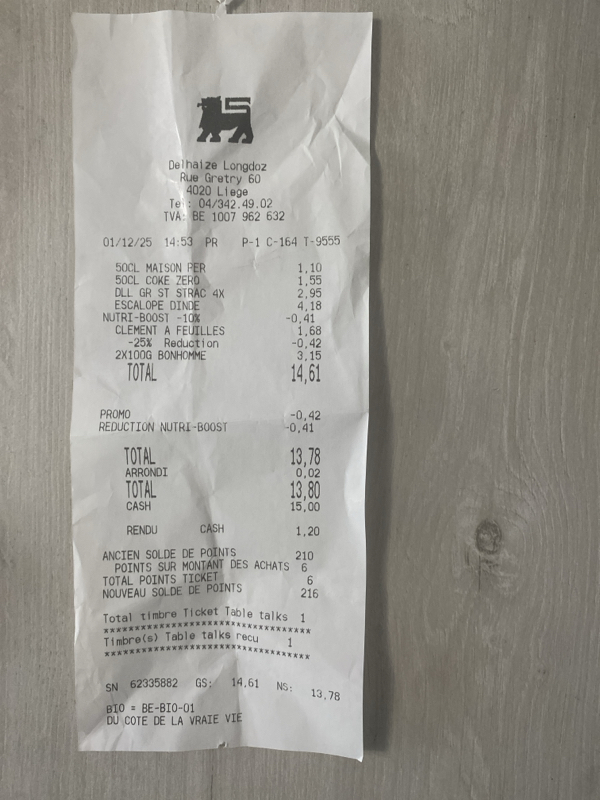 Delhaize Longdoz
Rue Gretry 60
4020 Liege
Tel: 04/342.49.02
TVA: BE 1007 962 632
01/12/25 14:53 PR P-1 C-164 T-9555
50CL MAISON PER 1,10
50CL COKE ZERO 1,55
DLL GR ST STRAC 4X 2,95
ESCALOPE DINDE 4,18
NUTRI-BOOST -10% -0,41
CLEMENT A FEUILLES 1,68
-25% Reduction -0,42
2X100G BONHOMME 3,15
TOTAL 14,61
PROMO -0,42
REDUCTION NUTRI-BOOST -0,41
TOTAL 13,78
ARRONDI 0,02
TOTAL 13,80
CASH 15,00
RENDU CASH 1,20
ANCIEN SOLDE DE POINTS 210
POINTS SUR MONTANT DES ACHATS 6
TOTAL POINTS TICKET 6
NOUVEAU SOLDE DE POINTS 216
Total timbre Ticket Table talks 1
***********************************
Timbre(s) Table talks recu 1
***********************************
SN 62335882 GS: 14,61 NS: 13,78
BIO = BE-BIO-01
DU COTE DE LA VRAIE VIE